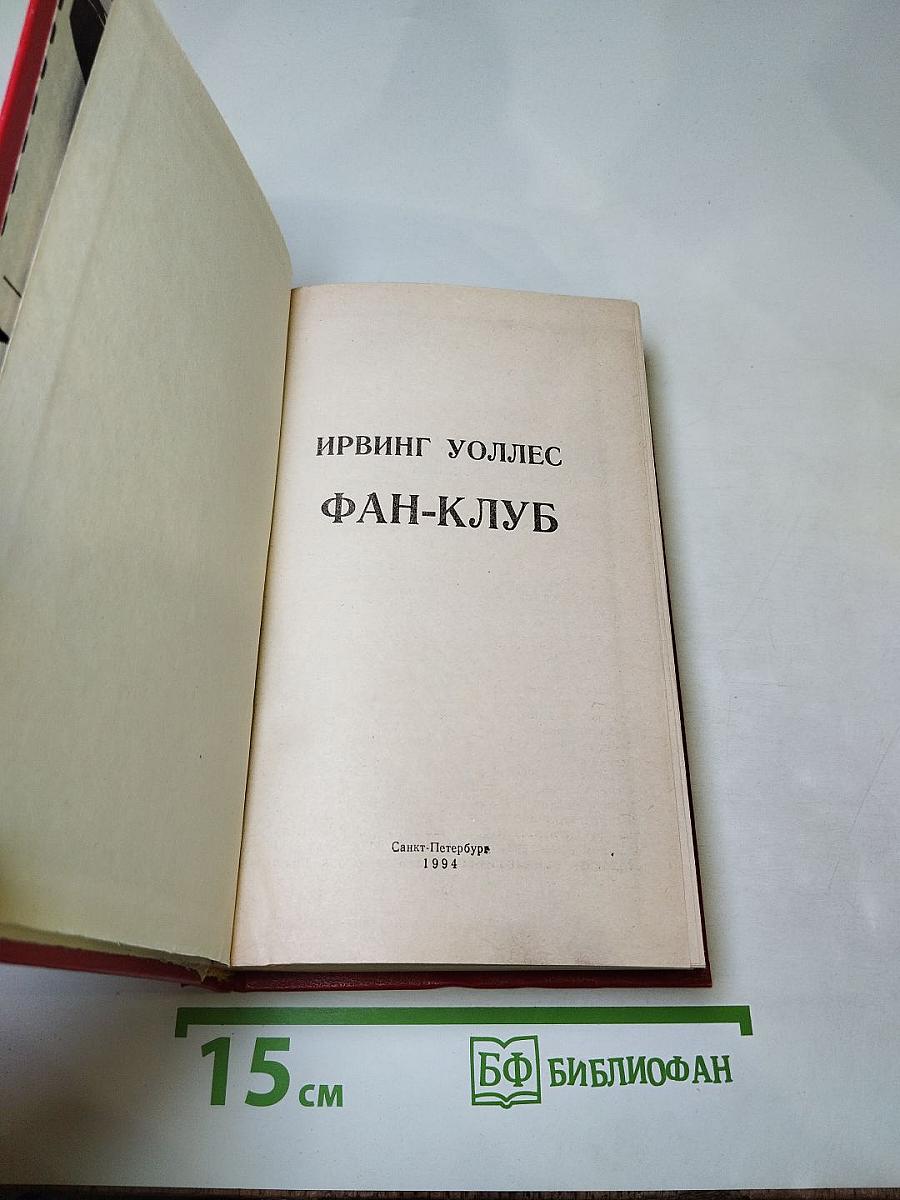 ИРВИНГ УОЛЛЕС
ФАН-КЛУБ
Санкт-Петербург
1994
15 см
БФ БИБЛИОФАН